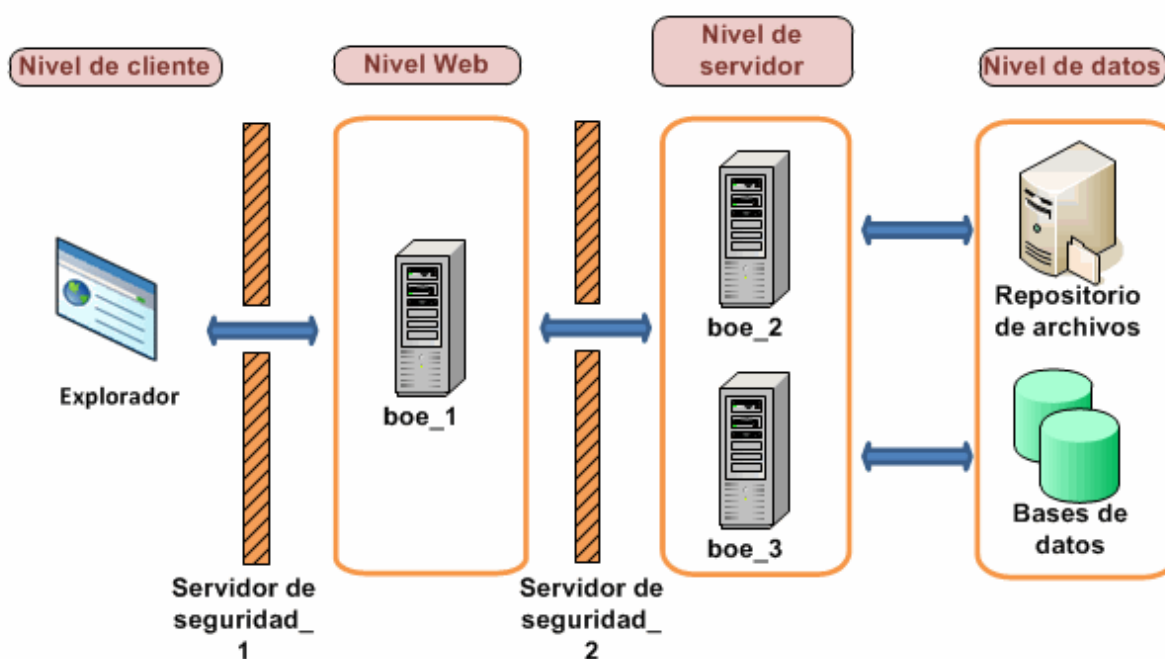 Nivel de cliente
Nivel Web
Nivel de
servidor
Nivel de datos
Explorador
boe_1
boe_2
boe_3
Repositorio
de archivos
Bases de
datos
Servidor de
seguridad_
1
Servidor de
seguridad_
2